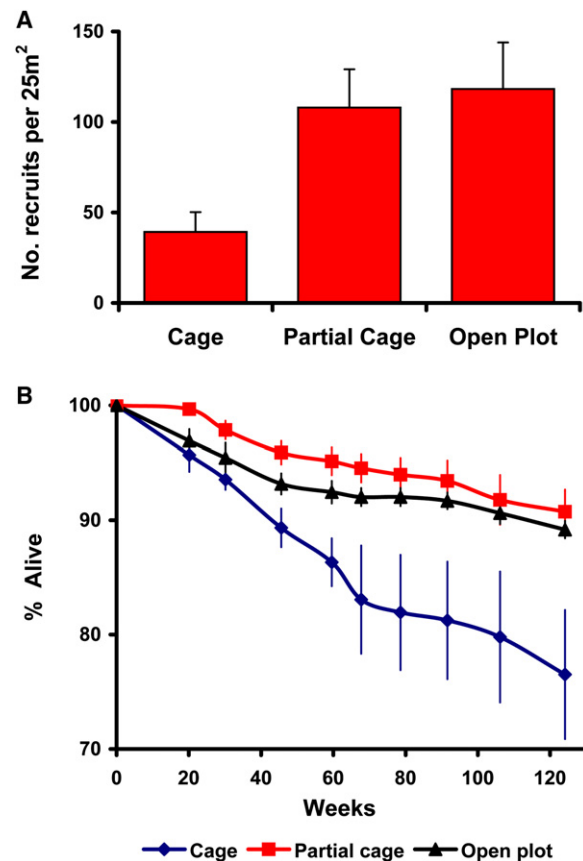 A
150
100
50
0
No. recruits per 25m²
Cage Partial Cage Open Plot
B
100
90
80
70
% Alive
0 20 40 60 80 100 120
Weeks
Cage Partial cage Open plot